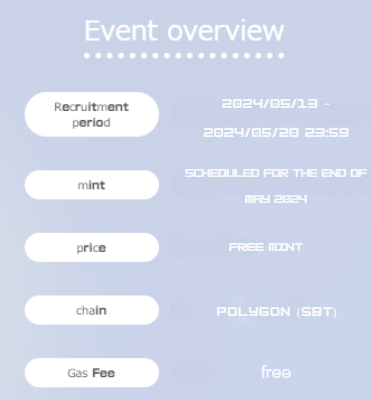 Event overview
Recruitment
period
2024/05/13 ~
2024/05/20 23:59
mint
SCHEDULED FOR THE END OF
MAY 2024
price
FREE MINT
chain
POLYGON (SBT)
Gas Fee
free